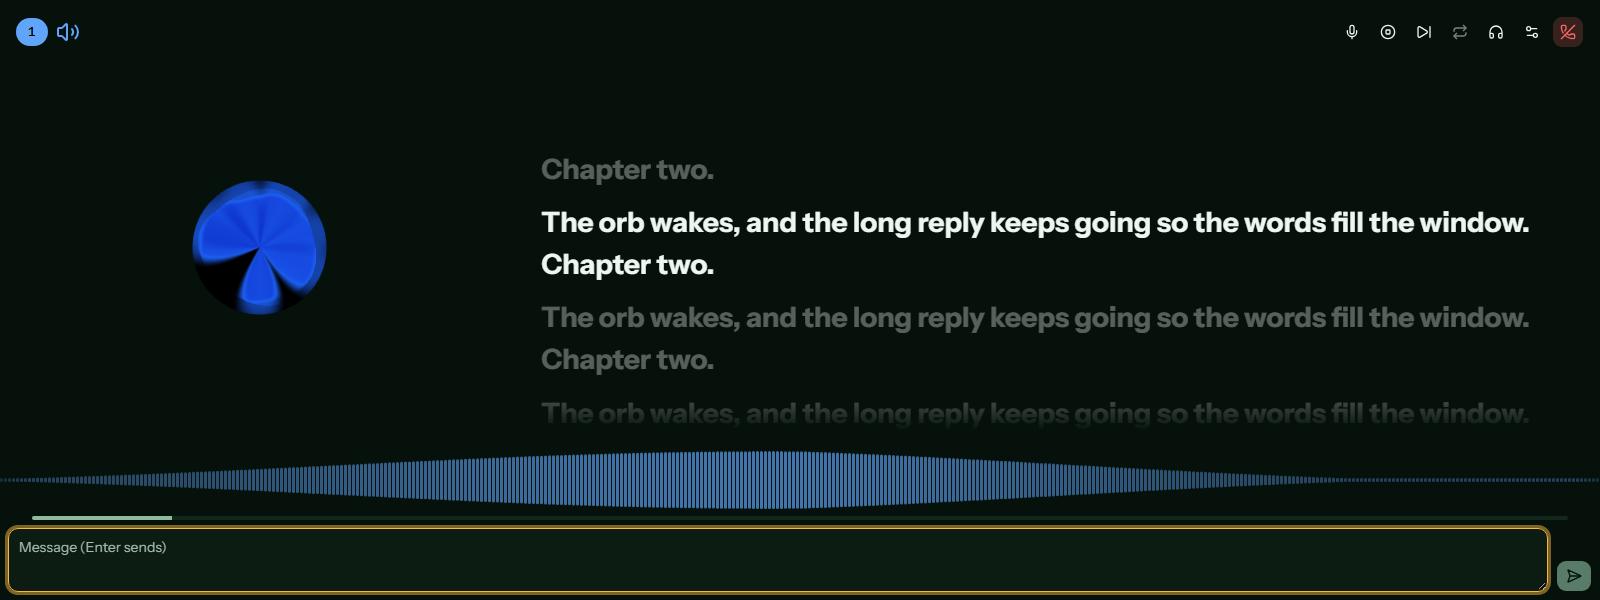 1
Chapter two.
The orb wakes, and the long reply keeps going so the words fill the window.
Chapter two.
The orb wakes, and the long reply keeps going so the words fill the window.
Chapter two.
The orb wakes, and the long reply keeps going so the words fill the window.
Message (Enter sends)